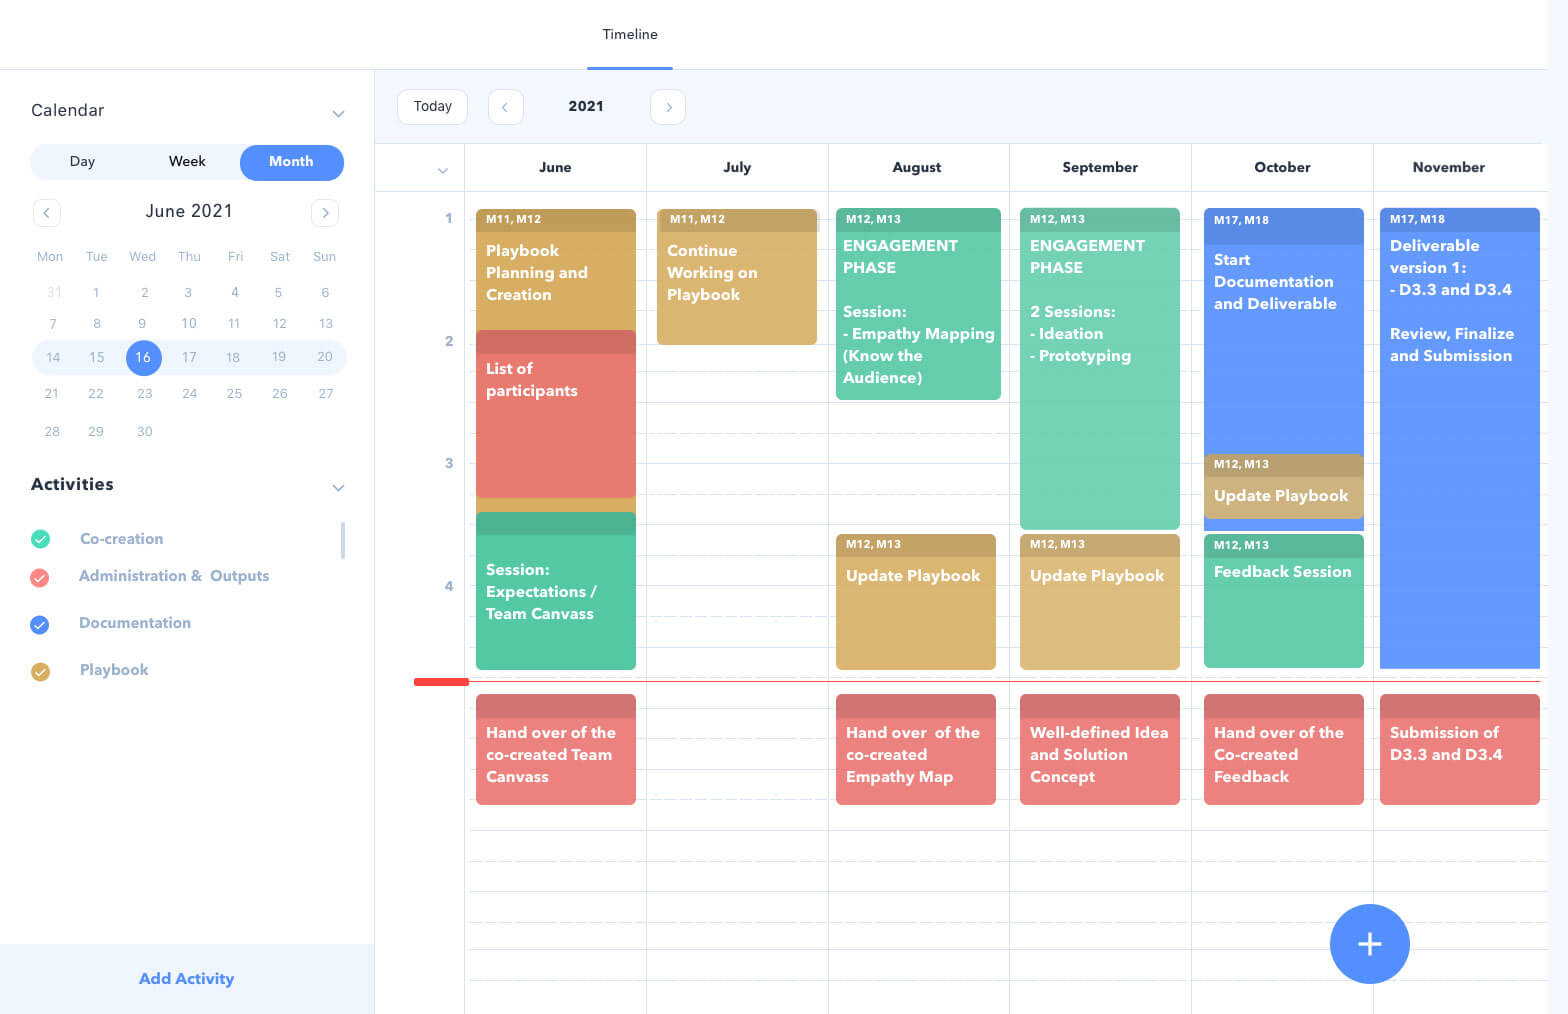 Timeline
Calendar
Day Week Month
June 2021
Mon Tue Wed Thu Fri Sat Sun
31 1 2 3 4 5 6
7 8 9 10 11 12 13
14 15 16 17 18 19 20
21 22 23 24 25 26 27
28 29 30
Activities
Co-creation
Administration & Outputs
Documentation
Playbook
Add Activity
Today 2021
June July August September October November
1
2
3
4
M11, M12
Playbook
Planning and
Creation
List of
participants
Session:
Expectations /
Team Canvass
Hand over of the
co-created Team
Canvass
M11, M12
Continue
Working on
Playbook
M12, M13
ENGAGEMENT
PHASE
Session:
- Empathy Mapping
(Know the
Audience)
M12, M13
Update Playbook
Hand over of the
co-created
Empathy Map
M12, M13
ENGAGEMENT
PHASE
2 Sessions:
- Ideation
- Prototyping
M12, M13
Update Playbook
Well-defined Idea
and Solution
Concept
M17, M18
Start
Documentation
and Deliverable
M12, M13
Update Playbook
M12, M13
Feedback Session
Hand over of the
Co-created
Feedback
M17, M18
Deliverable
version 1:
- D3.3 and D3.4
Review, Finalize
and Submission
Submission of
D3.3 and D3.4